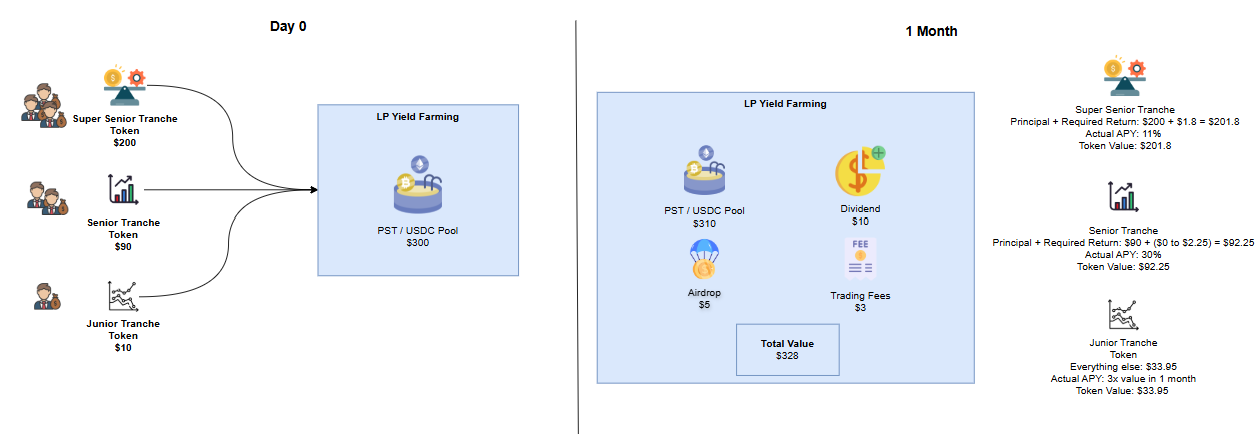 Day 0
Super Senior Tranche
Token
$200
Senior Tranche
Token
$90
Junior Tranche
Token
$10
LP Yield Farming
PST / USDC Pool
$300
1 Month
LP Yield Farming
PST / USDC Pool
$310
Dividend
$10
Airdrop
$5
FEE
Trading Fees
$3
Total Value
$328
Super Senior Tranche
Principal + Required Return: $200 + $1.8 = $201.8
Actual APY: 11%
Token Value: $201.8
Senior Tranche
Principal + Required Return: $90 + ($0 to $2.25) = $92.25
Actual APY: 30%
Token Value: $92.25
Junior Tranche
Token
Everything else: $33.95
Actual APY: 3x value in 1 month
Token Value: $33.95